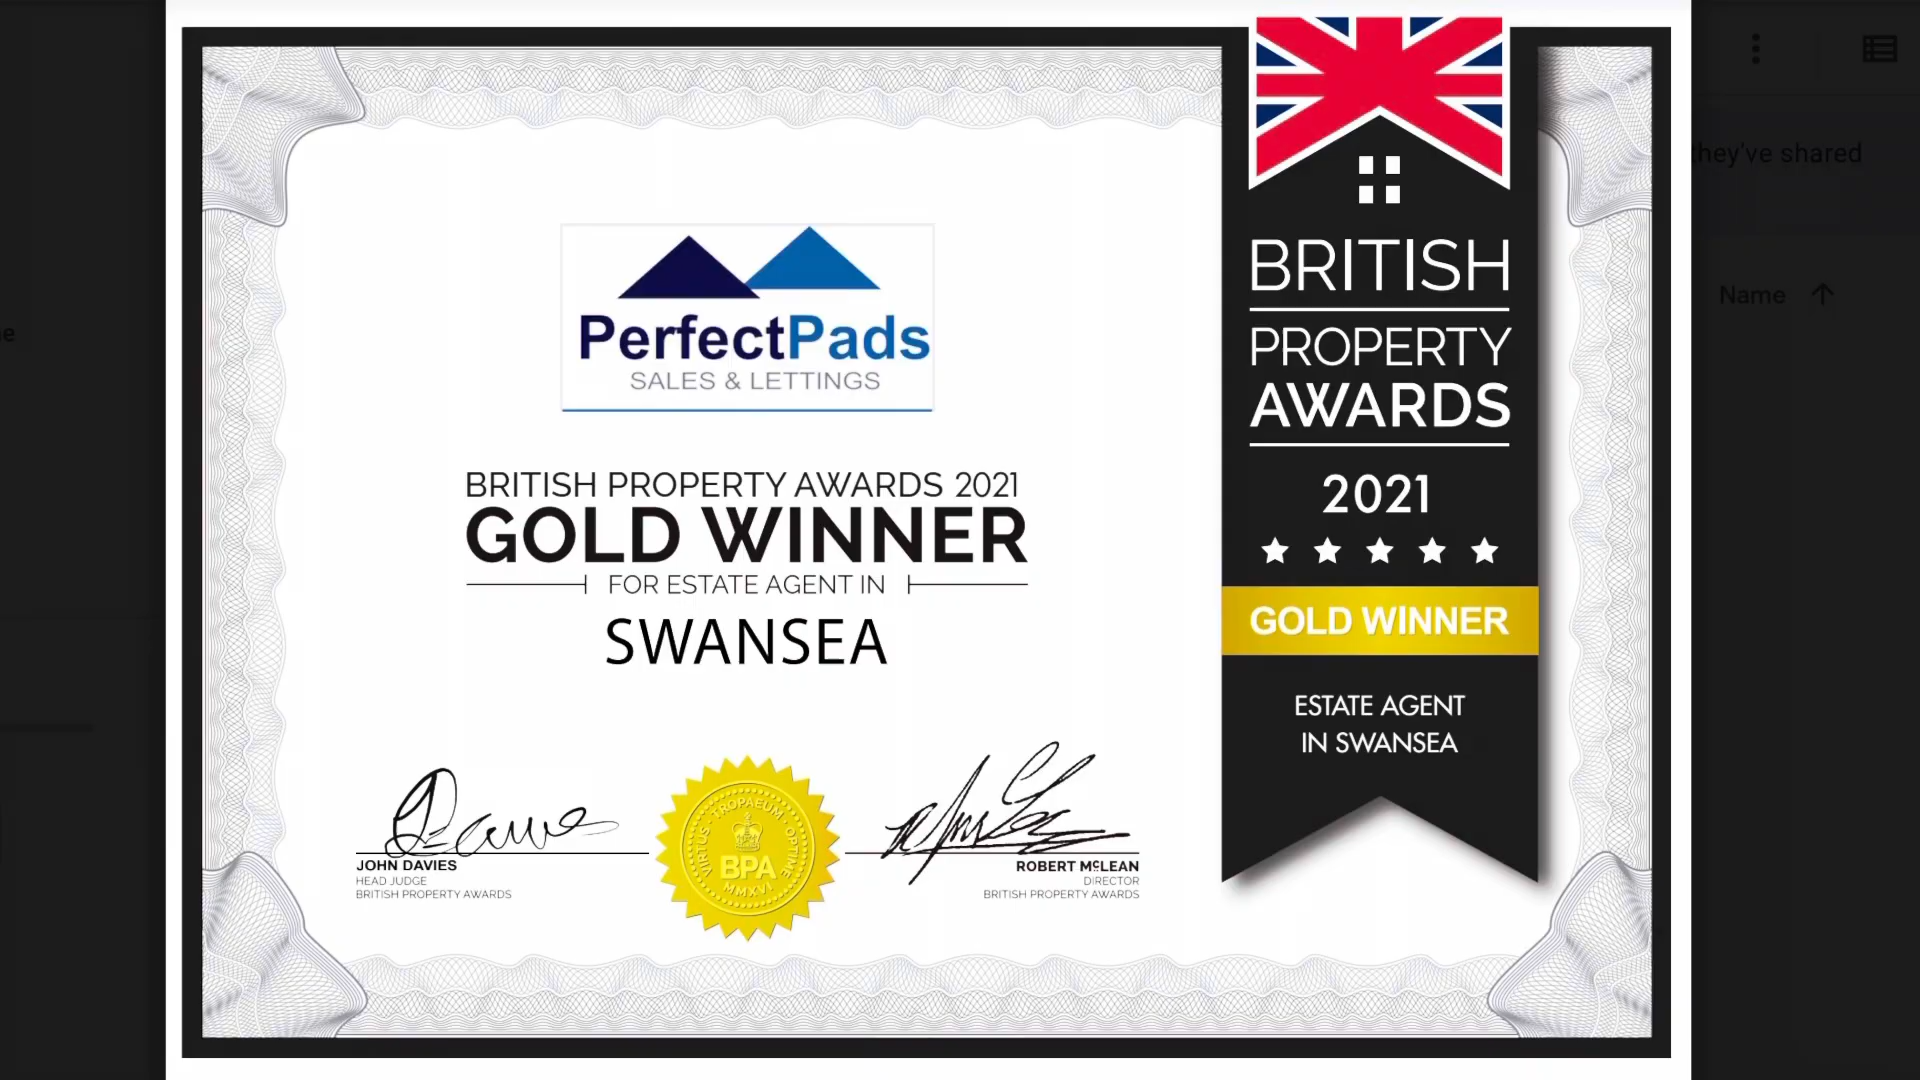 they've shared
Name
PerfectPads
SALES & LETTINGS
BRITISH PROPERTY AWARDS 2021
GOLD WINNER
FOR ESTATE AGENT IN
SWANSEA
JOHN DAVIES
HEAD JUDGE
BRITISH PROPERTY AWARDS
VIRTUS · TROPAEUM · OPTIME
BPA
MMXVI
ROBERT McLEAN
DIRECTOR
BRITISH PROPERTY AWARDS
BRITISH
PROPERTY
AWARDS
2021
GOLD WINNER
ESTATE AGENT
IN SWANSEA